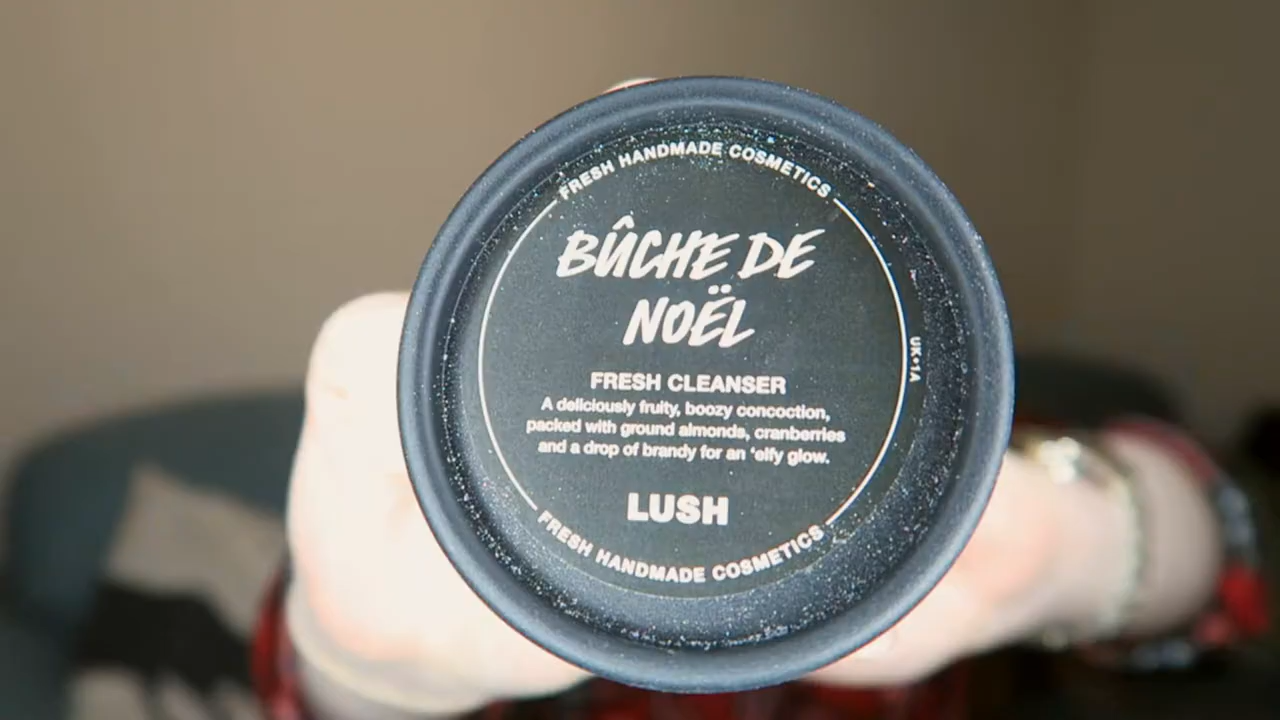 FRESH HANDMADE COSMETICS
BÛCHE DE
NOËL
FRESH CLEANSER
A deliciously fruity, boozy concoction,
packed with ground almonds, cranberries
and a drop of brandy for an 'elfy glow.
LUSH
FRESH HANDMADE COSMETICS
UK•1A